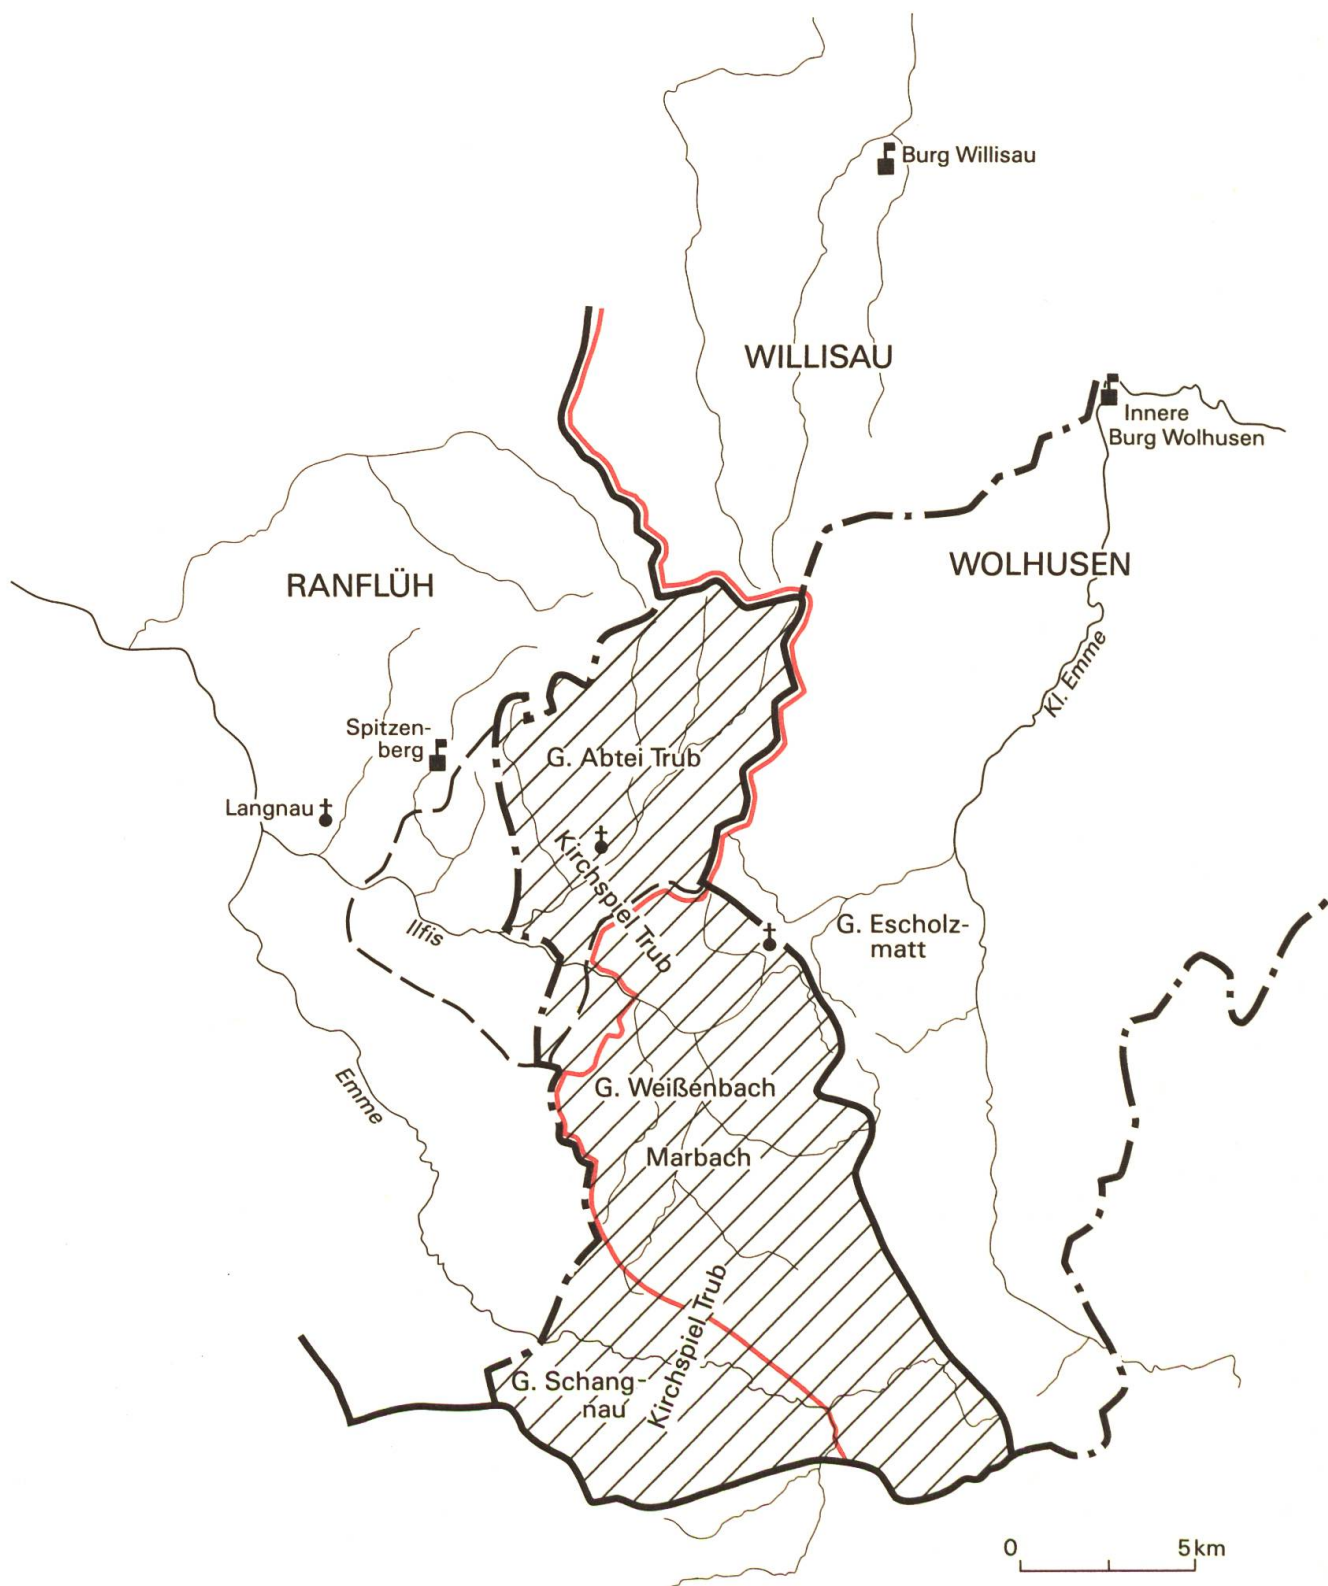 Burg Willisau
WILLISAU
Innere
Burg Wolhusen
WOLHUSEN
RANFLÜH
Kl. Emme
Spitzen-
berg
G. Abtei Trub
Langnau
Kirchspiel Trub
G. Escholz-
matt
Ilfis
Emme
G. Weißenbach
Marbach
Kirchspiel Trub
G. Schang-
nau
0 5 km